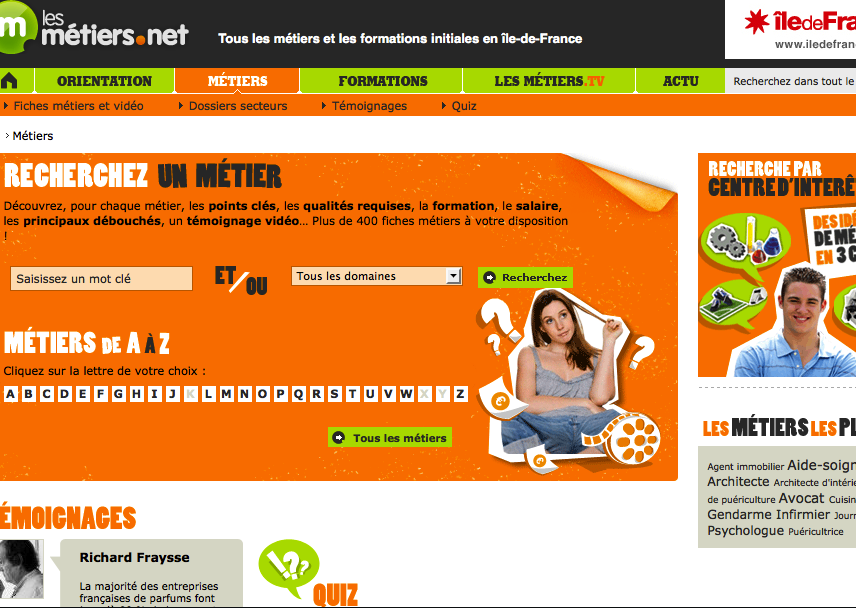 m les
métiers.net
Tous les métiers et les formations initiales en île-de-France
îledeFra
www.iledefran
ORIENTATION MÉTIERS FORMATIONS LES MÉTIERS.TV ACTU Recherchez dans tout le
Fiches métiers et vidéo Dossiers secteurs Témoignages Quiz
› Métiers
RECHERCHEZ UN MÉTIER
Découvrez, pour chaque métier, les points clés, les qualités requises, la formation, le salaire,
les principaux débouchés, un témoignage vidéo... Plus de 400 fiches métiers à votre disposition
!
Saisissez un mot clé ET/OU Tous les domaines Recherchez
MÉTIERS DE A À Z
Cliquez sur la lettre de votre choix :
A B C D E F G H I J K L M N O P Q R S T U V W X Y Z
Tous les métiers
RECHERCHE PAR
CENTRE D'INTERÊ
DES IDÉ
DE MÉ
EN 3 C
LES MÉTIERS LES PL
Agent immobilier Aide-soign
Architecte Architecte d'intérie
de puériculture Avocat Cuisin
Gendarme Infirmier Journ
Psychologue Puéricultrice
ÉMOIGNAGES
Richard Fraysse
La majorité des entreprises
françaises de parfums font
QUIZ